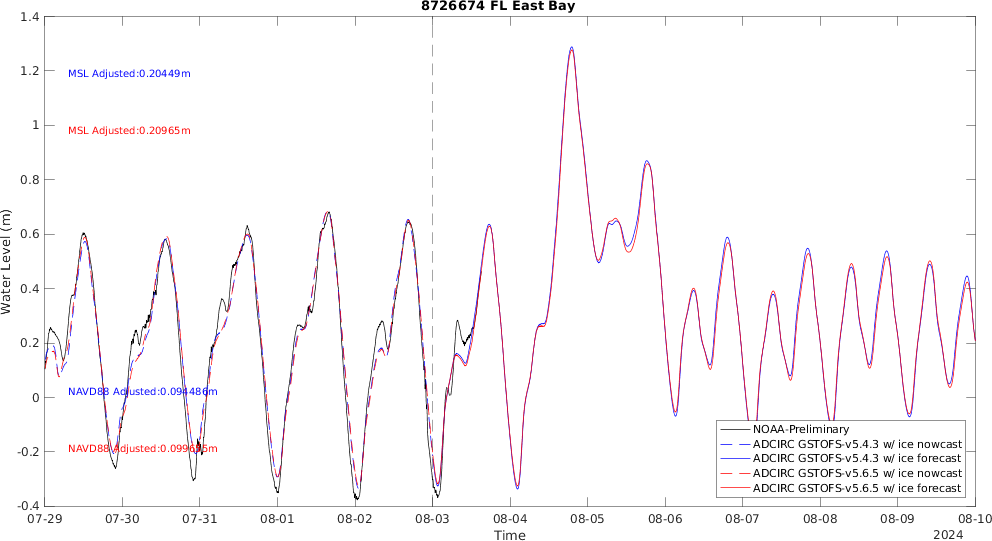 8726674 FL East Bay
1.4
1.2
1
0.8
0.6
0.4
0.2
0
-0.2
-0.4
Water Level (m)
MSL Adjusted:0.20449m
MSL Adjusted:0.20965m
NAVD88 Adjusted:0.094486m
NAVD88
NOAA-Preliminary
ADCIRC GSTOFS-v5.4.3 w/ ice nowcast
ADCIRC GSTOFS-v5.4.3 w/ ice forecast
ADCIRC GSTOFS-v5.6.5 w/ ice nowcast
ADCIRC GSTOFS-v5.6.5 w/ ice forecast
07-29 07-30 07-31 08-01 08-02 08-03 08-04 08-05 08-06 08-07 08-08 08-09 08-10
Time
2024